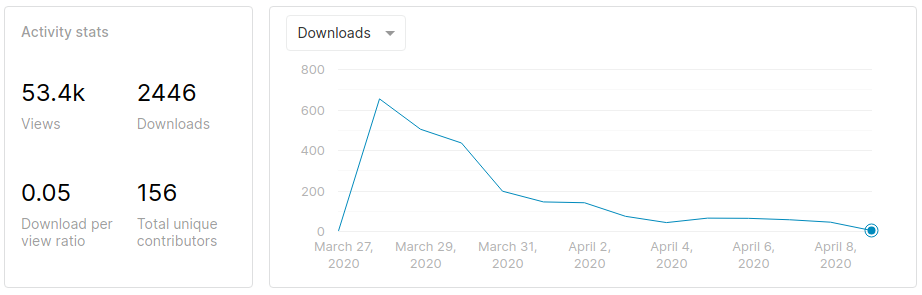 Activity stats
53.4k
2446
Views
Downloads
0.05
156
Download per
view ratio
Total unique
contributors
Downloads
800
600
400
200
0
March 27,
2020
March 29,
2020
March 31,
2020
April 2,
2020
April 4,
2020
April 6,
2020
April 8,
2020